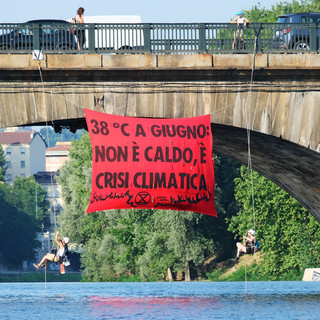 38 °C A GIUGNO:
NON È CALDO, È
CRISI CLIMATICA